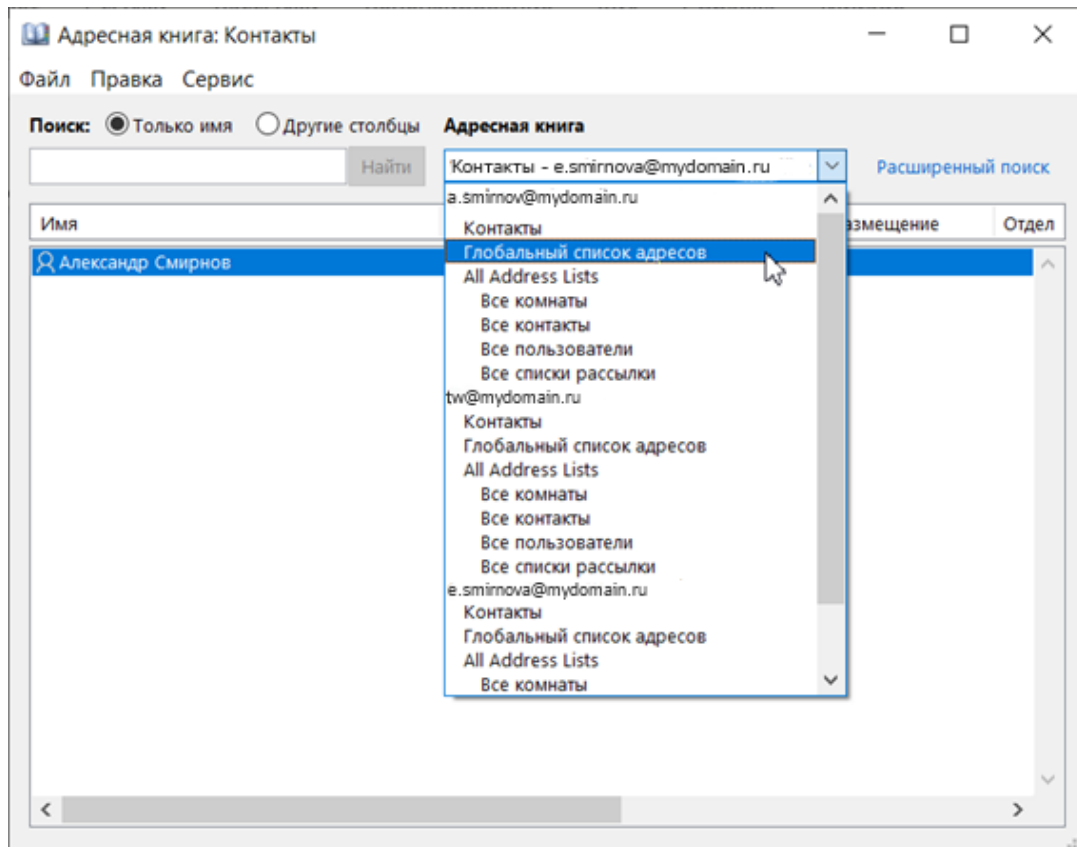 Адресная книга: Контакты
Файл Правка Сервис
Поиск: Только имя Другие столбцы Адресная книга
Найти Контакты - e.smirnova@mydomain.ru Расширенный поиск
a.smirnov@mydomain.ru
Имя Контакты Отдел
Александр Смирнов Глобальный список адресов
All Address Lists
Все комнаты
Все контакты
Все пользователи
Все списки рассылки
tw@mydomain.ru
Контакты
Глобальный список адресов
All Address Lists
Все комнаты
Все контакты
Все пользователи
Все списки рассылки
e.smirnova@mydomain.ru
Контакты
Глобальный список адресов
All Address Lists
Все комнаты